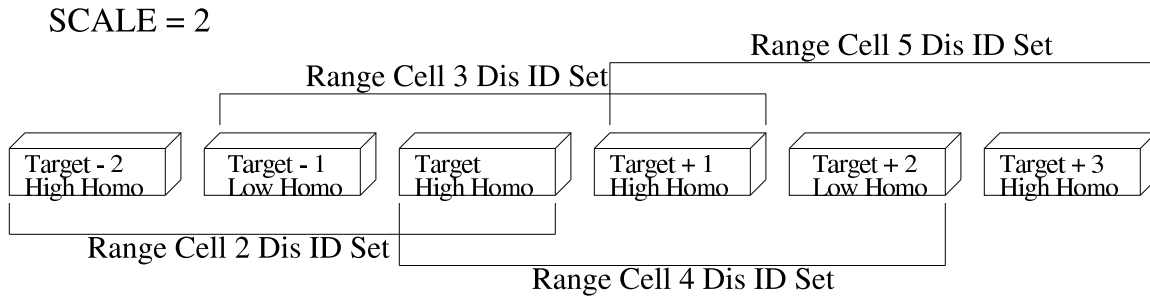 SCALE = 2
Range Cell 5 Dis ID Set
Range Cell 3 Dis ID Set
Target - 2
High Homo
Target - 1
Low Homo
Target
High Homo
Target + 1
High Homo
Target + 2
Low Homo
Target + 3
High Homo
Range Cell 2 Dis ID Set
Range Cell 4 Dis ID Set